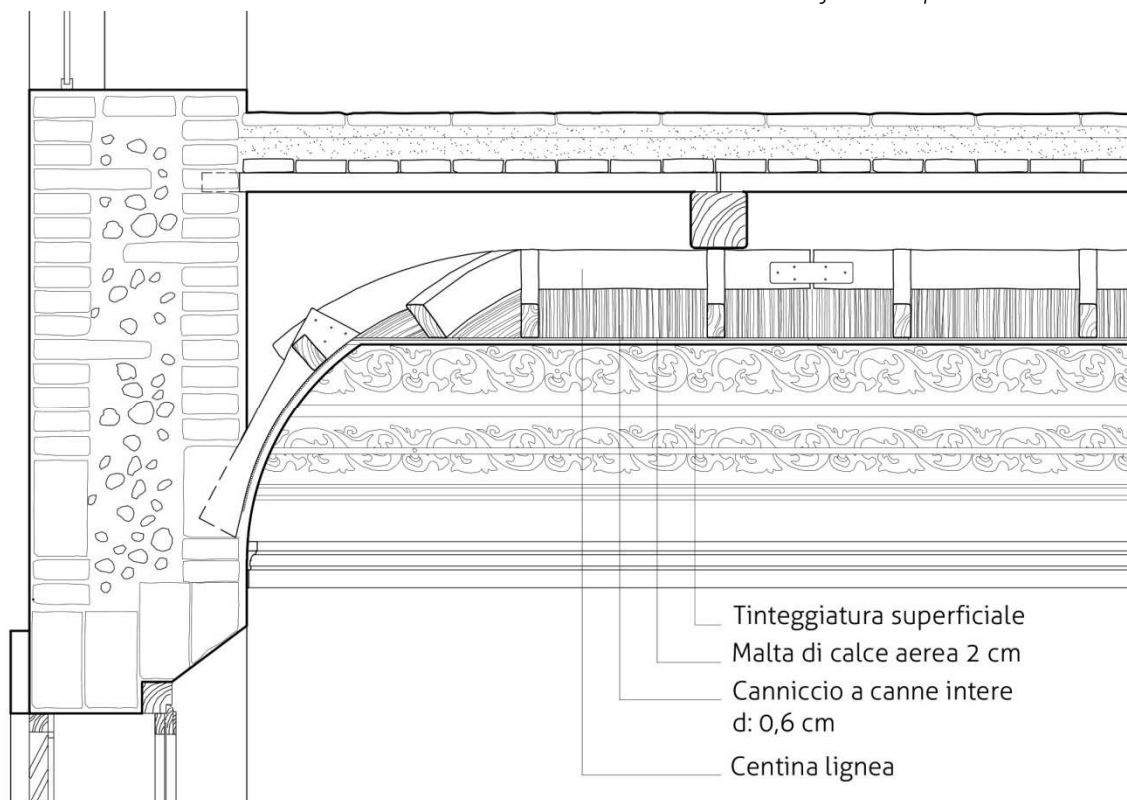 Tinteggiatura superficiale
Malta di calce aerea 2 cm
Canniccio a canne intere
d: 0,6 cm
Centina lignea